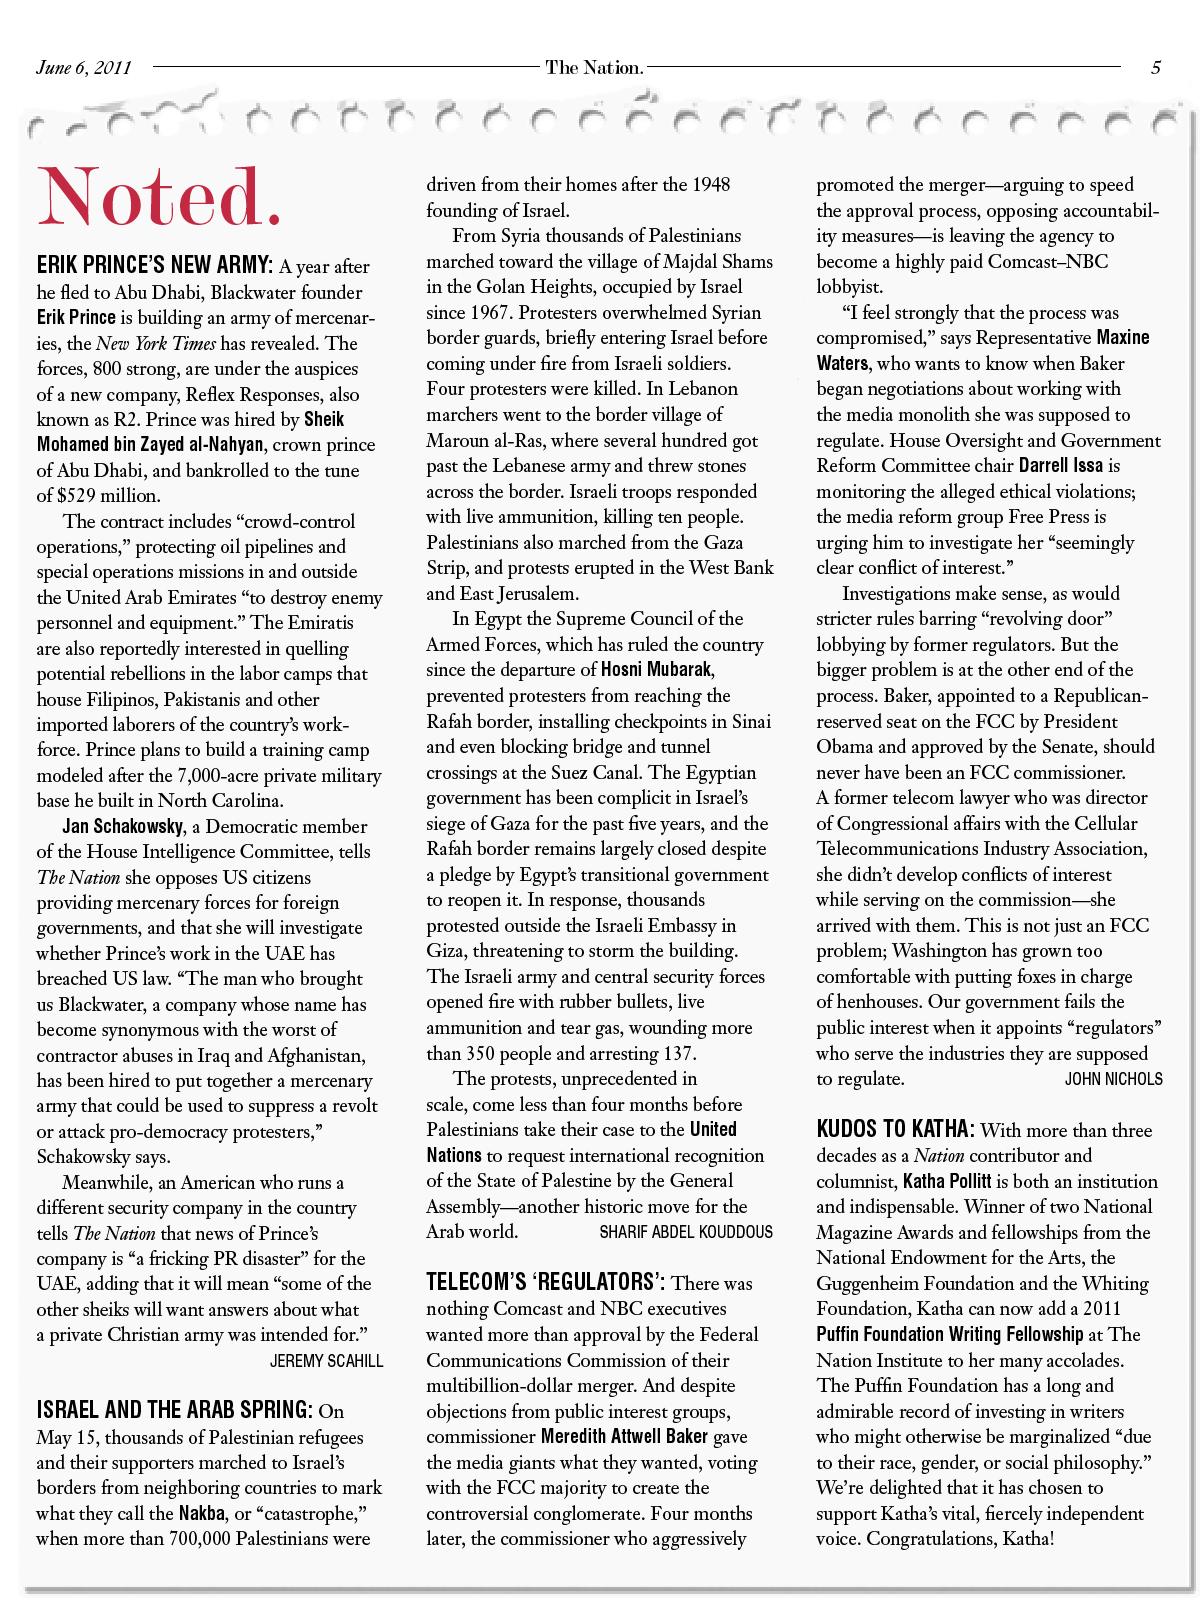 June 6, 2011
The Nation.
5
Noted.
ERIK PRINCE'S NEW ARMY: A year after
he fled to Abu Dhabi, Blackwater founder
Erik Prince is building an army of mercenar-
ies, the New York Times has revealed. The
forces, 800 strong, are under the auspices
of a new company, Reflex Responses, also
known as R2. Prince was hired by Sheik
Mohamed bin Zayed al-Nahyan, crown prince
of Abu Dhabi, and bankrolled to the tune
of $529 million.
The contract includes “crowd-control
operations,” protecting oil pipelines and
special operations missions in and outside
the United Arab Emirates “to destroy enemy
personnel and equipment.” The Emiratis
are also reportedly interested in quelling
potential rebellions in the labor camps that
house Filipinos, Pakistanis and other
imported laborers of the country’s work-
force. Prince plans to build a training camp
modeled after the 7,000-acre private military
base he built in North Carolina.
Jan Schakowsky, a Democratic member
of the House Intelligence Committee, tells
The Nation she opposes US citizens
providing mercenary forces for foreign
governments, and that she will investigate
whether Prince’s work in the UAE has
breached US law. “The man who brought
us Blackwater, a company whose name has
become synonymous with the worst of
contractor abuses in Iraq and Afghanistan,
has been hired to put together a mercenary
army that could be used to suppress a revolt
or attack pro-democracy protesters,”
Schakowsky says.
Meanwhile, an American who runs a
different security company in the country
tells The Nation that news of Prince’s
company is “a fricking PR disaster” for the
UAE, adding that it will mean “some of the
other sheiks will want answers about what
a private Christian army was intended for.”
JEREMY SCAHILL
ISRAEL AND THE ARAB SPRING: On
May 15, thousands of Palestinian refugees
and their supporters marched to Israel’s
borders from neighboring countries to mark
what they call the Nakba, or “catastrophe,”
when more than 700,000 Palestinians were
driven from their homes after the 1948
founding of Israel.
From Syria thousands of Palestinians
marched toward the village of Majdal Shams
in the Golan Heights, occupied by Israel
since 1967. Protesters overwhelmed Syrian
border guards, briefly entering Israel before
coming under fire from Israeli soldiers.
Four protesters were killed. In Lebanon
marchers went to the border village of
Maroun al-Ras, where several hundred got
past the Lebanese army and threw stones
across the border. Israeli troops responded
with live ammunition, killing ten people.
Palestinians also marched from the Gaza
Strip, and protests erupted in the West Bank
and East Jerusalem.
In Egypt the Supreme Council of the
Armed Forces, which has ruled the country
since the departure of Hosni Mubarak,
prevented protesters from reaching the
Rafah border, installing checkpoints in Sinai
and even blocking bridge and tunnel
crossings at the Suez Canal. The Egyptian
government has been complicit in Israel’s
siege of Gaza for the past five years, and the
Rafah border remains largely closed despite
a pledge by Egypt’s transitional government
to reopen it. In response, thousands
protested outside the Israeli Embassy in
Giza, threatening to storm the building.
The Israeli army and central security forces
opened fire with rubber bullets, live
ammunition and tear gas, wounding more
than 350 people and arresting 137.
The protests, unprecedented in
scale, come less than four months before
Palestinians take their case to the United
Nations to request international recognition
of the State of Palestine by the General
Assembly—another historic move for the
Arab world. SHARIF ABDEL KOUDDOUS
TELECOM’S ‘REGULATORS’: There was
nothing Comcast and NBC executives
wanted more than approval by the Federal
Communications Commission of their
multibillion-dollar merger. And despite
objections from public interest groups,
commissioner Meredith Attwell Baker gave
the media giants what they wanted, voting
with the FCC majority to create the
controversial conglomerate. Four months
later, the commissioner who aggressively
promoted the merger—arguing to speed
the approval process, opposing accountabil-
ity measures—is leaving the agency to
become a highly paid Comcast–NBC
lobbyist.
“I feel strongly that the process was
compromised,” says Representative Maxine
Waters, who wants to know when Baker
began negotiations about working with
the media monolith she was supposed to
regulate. House Oversight and Government
Reform Committee chair Darrell Issa is
monitoring the alleged ethical violations;
the media reform group Free Press is
urging him to investigate her “seemingly
clear conflict of interest.”
Investigations make sense, as would
stricter rules barring “revolving door”
lobbying by former regulators. But the
bigger problem is at the other end of the
process. Baker, appointed to a Republican-
reserved seat on the FCC by President
Obama and approved by the Senate, should
never have been an FCC commissioner.
A former telecom lawyer who was director
of Congressional affairs with the Cellular
Telecommunications Industry Association,
she didn’t develop conflicts of interest
while serving on the commission—she
arrived with them. This is not just an FCC
problem; Washington has grown too
comfortable with putting foxes in charge
of henhouses. Our government fails the
public interest when it appoints “regulators”
who serve the industries they are supposed
to regulate. JOHN NICHOLS
KUDOS TO KATHA: With more than three
decades as a Nation contributor and
columnist, Katha Pollitt is both an institution
and indispensable. Winner of two National
Magazine Awards and fellowships from the
National Endowment for the Arts, the
Guggenheim Foundation and the Whiting
Foundation, Katha can now add a 2011
Puffin Foundation Writing Fellowship at The
Nation Institute to her many accolades.
The Puffin Foundation has a long and
admirable record of investing in writers
who might otherwise be marginalized “due
to their race, gender, or social philosophy.”
We’re delighted that it has chosen to
support Katha’s vital, fiercely independent
voice. Congratulations, Katha!